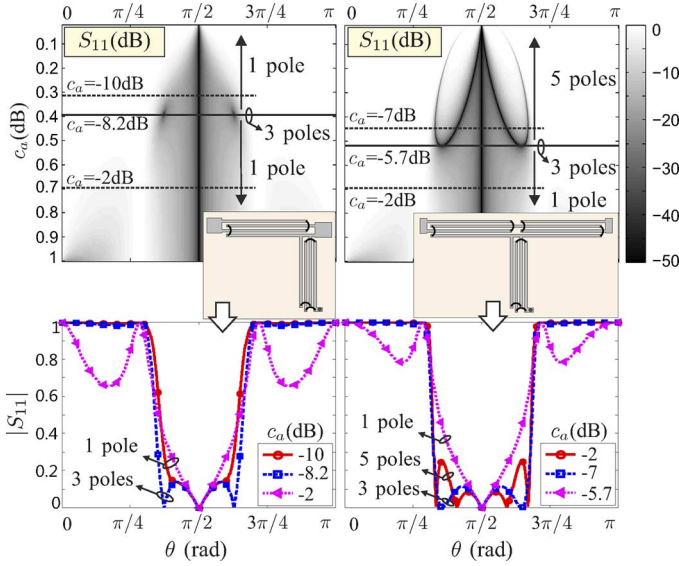 0 π/4 π/2 3π/4 π
0 π/4 π/2 3π/4 π
S11(dB)
S11(dB)
0
-10
-20
-30
-40
-50
ca(dB)
0.1
0.2
0.3
0.4
0.5
0.6
0.7
0.8
0.9
1
ca=-10dB
ca=-8.2dB
ca=-2dB
1 pole
3 poles
1 pole
ca=-7dB
ca=-5.7dB
ca=-2dB
5 poles
3 poles
1 pole
|S11|
1
0.8
0.6
0.4
0.2
0
1 pole
3 poles
ca(dB)
-10
-8.2
-2
1 pole
5 poles
3 poles
ca(dB)
-2
-7
-5.7
0 π/4 π/2 3π/4 π
0 π/4 π/2 3π/4 π
θ (rad)
θ (rad)